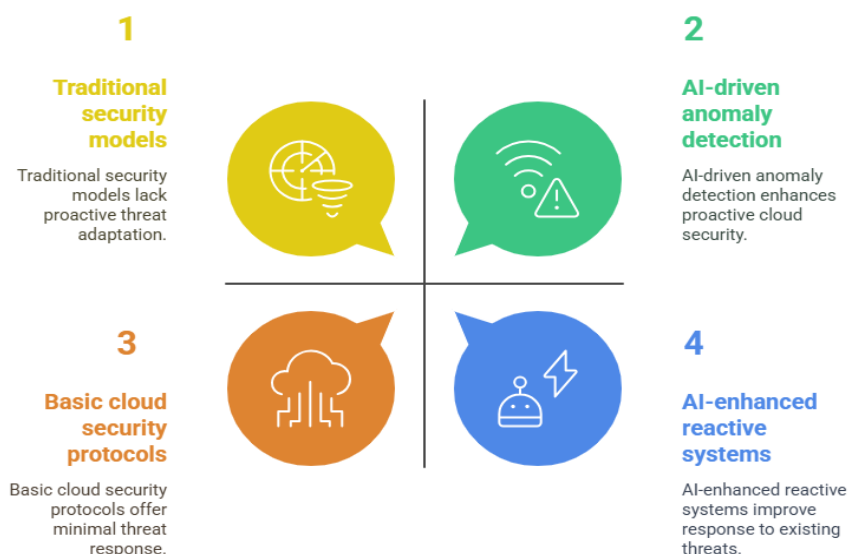 1
Traditional
security
models
Traditional security
models lack
proactive threat
adaptation.
2
AI-driven
anomaly
detection
AI-driven anomaly
detection enhances
proactive cloud
security.
3
Basic cloud
security
protocols
Basic cloud security
protocols offer
minimal threat
response.
4
AI-enhanced
reactive
systems
AI-enhanced reactive
systems improve
response to existing
threats.